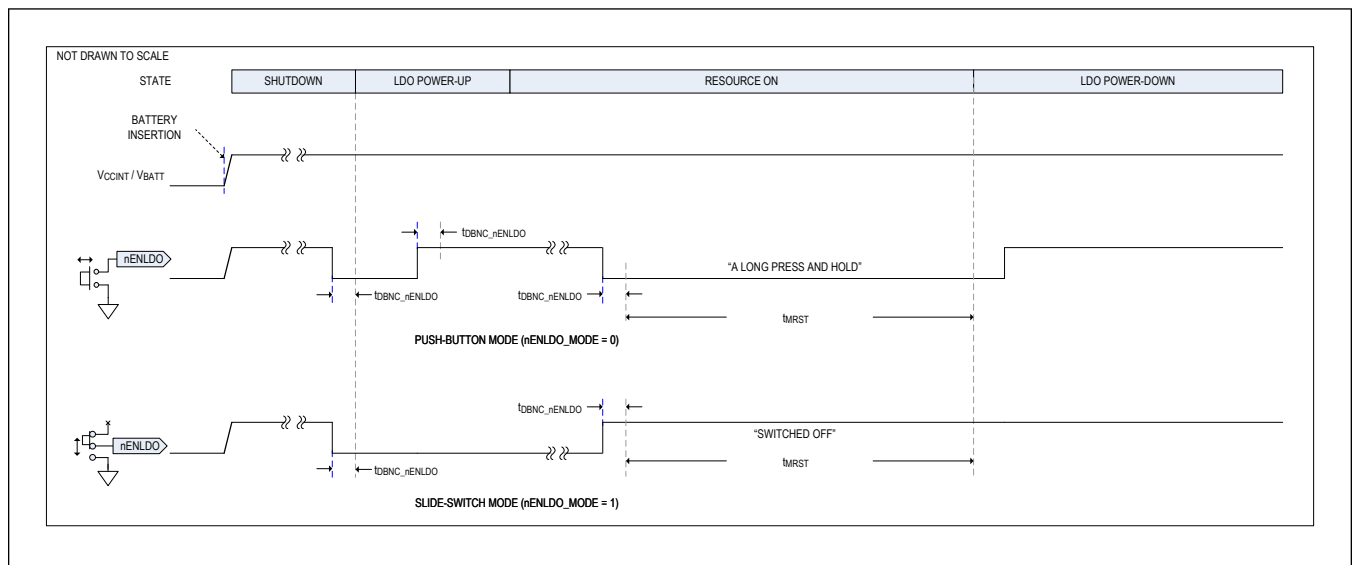 NOT DRAWN TO SCALE
STATE
SHUTDOWN
LDO POWER-UP
RESOURCE ON
LDO POWER-DOWN
BATTERY
INSERTION
VCCINT / VBATT
tDBNC_nENLDO
nENLDO
"A LONG PRESS AND HOLD"
tDBNC_nENLDO
tDBNC_nENLDO
tMRST
PUSH-BUTTON MODE (nENLDO_MODE = 0)
tDBNC_nENLDO
"SWITCHED OFF"
nENLDO
tMRST
tDBNC_nENLDO
SLIDE-SWITCH MODE (nENLDO_MODE = 1)